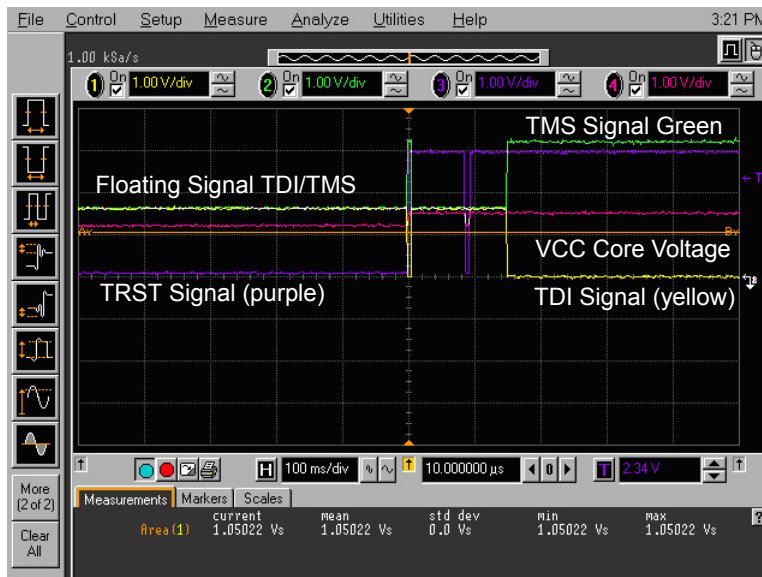 File Control Setup Measure Analyze Utilities Help 3:21 PM
1.00 kSa/s
1 On 1.00 V/div 2 On 1.00 V/div 3 On 1.00 V/div 4 On 1.00 V/div
TMS Signal Green
T
Floating Signal TDI/TMS
VCC Core Voltage
TRST Signal (purple)
TDI Signal (yellow)
H 100 ms/div 10.000000 µs 0 T 2.34 V
More
(2 of 2)
Clear
All
Measurements Markers Scales ?
current mean std dev min max
Area(1) 1.05022 Vs 1.05022 Vs 0.0 Vs 1.05022 Vs 1.05022 Vs